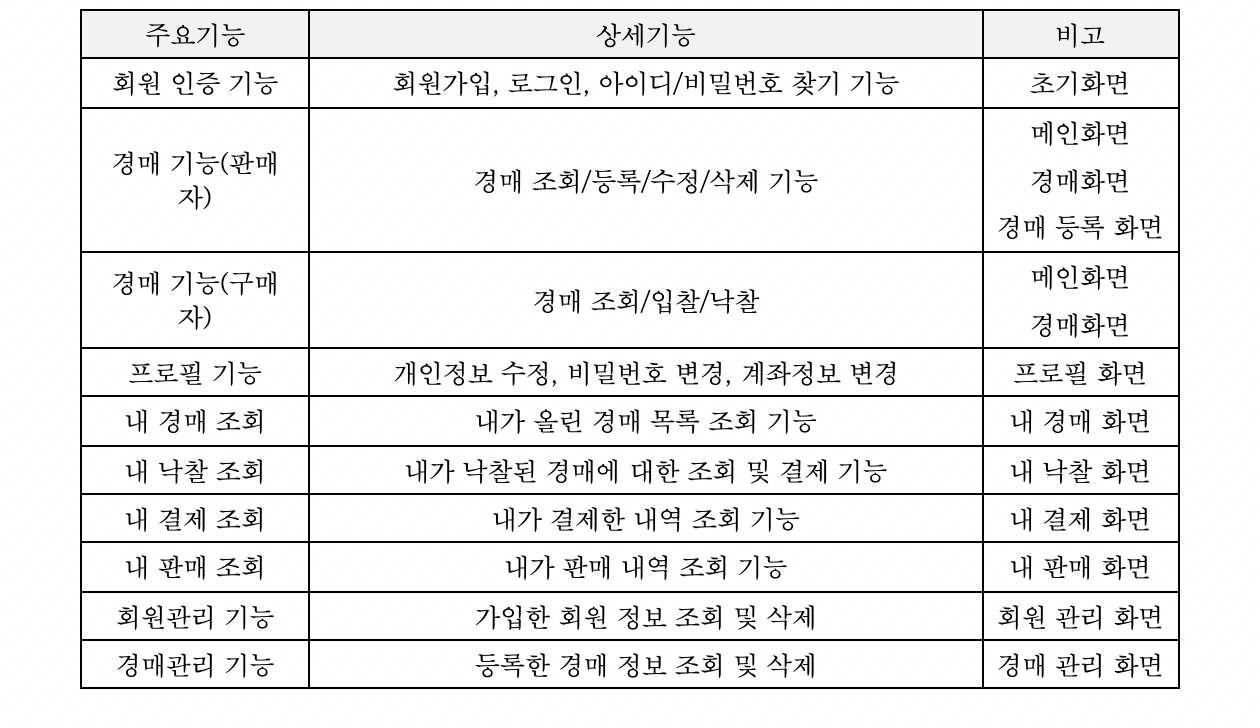 주요기능 상세기능 비고
회원 인증 기능 회원가입, 로그인, 아이디/비밀번호 찾기 기능 초기화면
경매 기능(판매
자)
경매 조회/등록/수정/삭제 기능
메인화면
경매화면
경매 등록 화면
경매 기능(구매
자)
경매 조회/입찰/낙찰
메인화면
경매화면
프로필 기능 개인정보 수정, 비밀번호 변경, 계좌정보 변경 프로필 화면
내 경매 조회 내가 올린 경매 목록 조회 기능 내 경매 화면
내 낙찰 조회 내가 낙찰된 경매에 대한 조회 및 결제 기능 내 낙찰 화면
내 결제 조회 내가 결제한 내역 조회 기능 내 결제 화면
내 판매 조회 내가 판매 내역 조회 기능 내 판매 화면
회원관리 기능 가입한 회원 정보 조회 및 삭제 회원 관리 화면
경매관리 기능 등록한 경매 정보 조회 및 삭제 경매 관리 화면